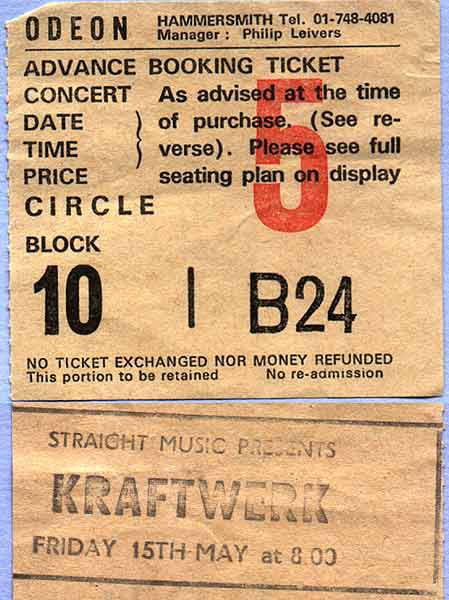 ODEON HAMMERSMITH Tel. 01-748-4081
Manager : Philip Leivers
ADVANCE BOOKING TICKET
CONCERT As advised at the time
DATE of purchase. (See re-
TIME verse). Please see full
PRICE seating plan on display
5
CIRCLE
BLOCK
10 | B24
NO TICKET EXCHANGED NOR MONEY REFUNDED
This portion to be retained No re-admission
STRAIGHT MUSIC PRESENTS
KRAFTWERK
FRIDAY 15TH MAY at 8.00